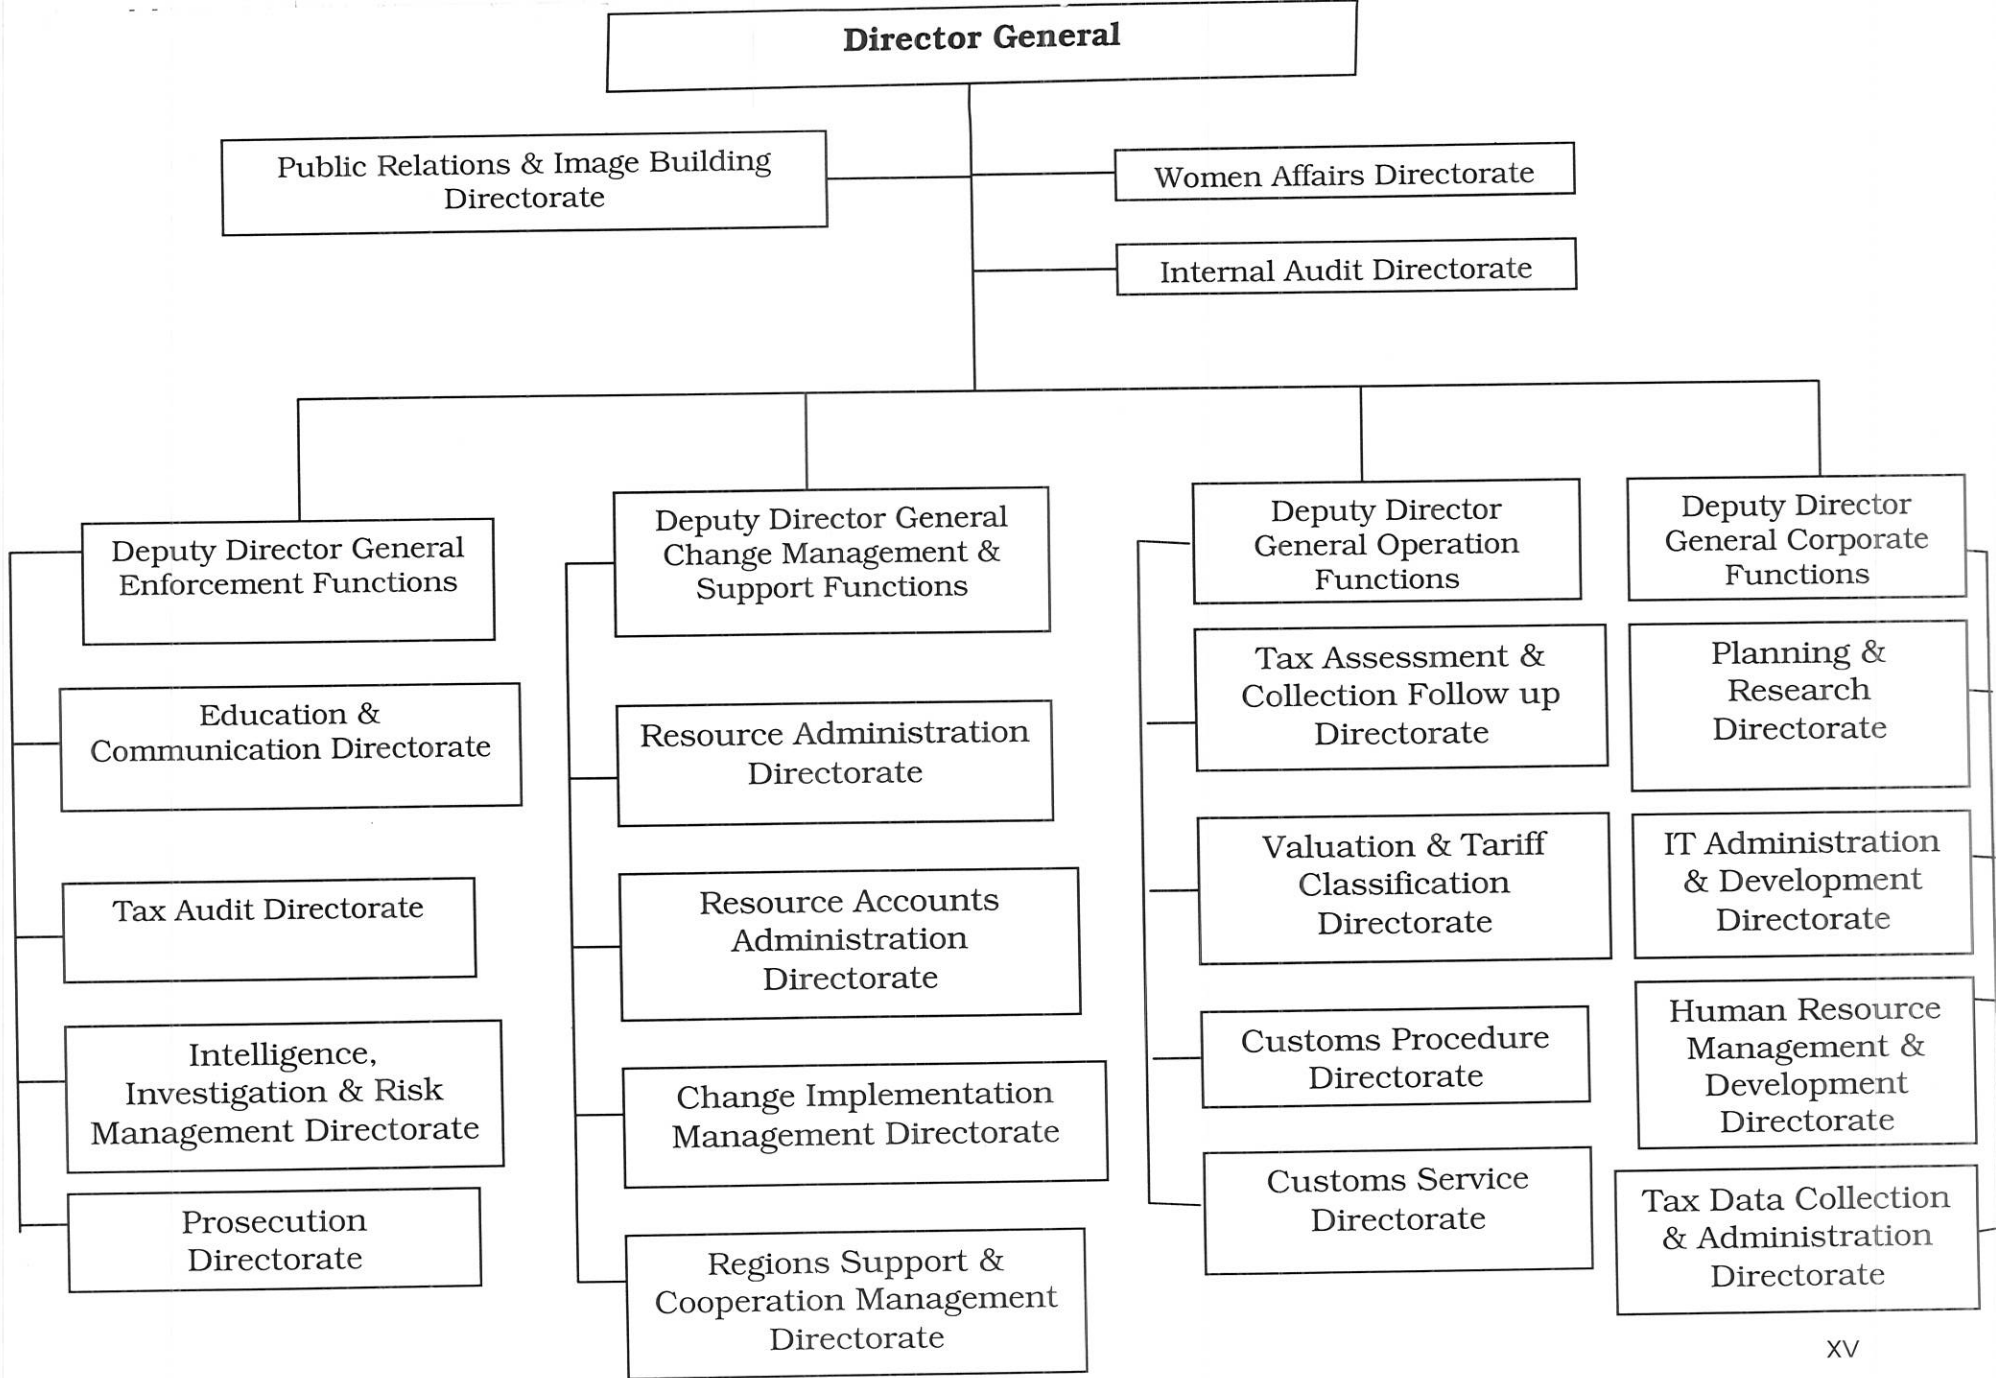 Director General
Public Relations & Image Building
Directorate
Women Affairs Directorate
Internal Audit Directorate
Deputy Director General
Enforcement Functions
Education &
Communication Directorate
Tax Audit Directorate
Intelligence,
Investigation & Risk
Management Directorate
Prosecution
Directorate
Deputy Director General
Change Management &
Support Functions
Resource Administration
Directorate
Resource Accounts
Administration
Directorate
Change Implementation
Management Directorate
Regions Support &
Cooperation Management
Directorate
Deputy Director
General Operation
Functions
Tax Assessment &
Collection Follow up
Directorate
Valuation & Tariff
Classification
Directorate
Customs Procedure
Directorate
Customs Service
Directorate
Deputy Director
General Corporate
Functions
Planning &
Research
Directorate
IT Administration
& Development
Directorate
Human Resource
Management &
Development
Directorate
Tax Data Collection
& Administration
Directorate
XV